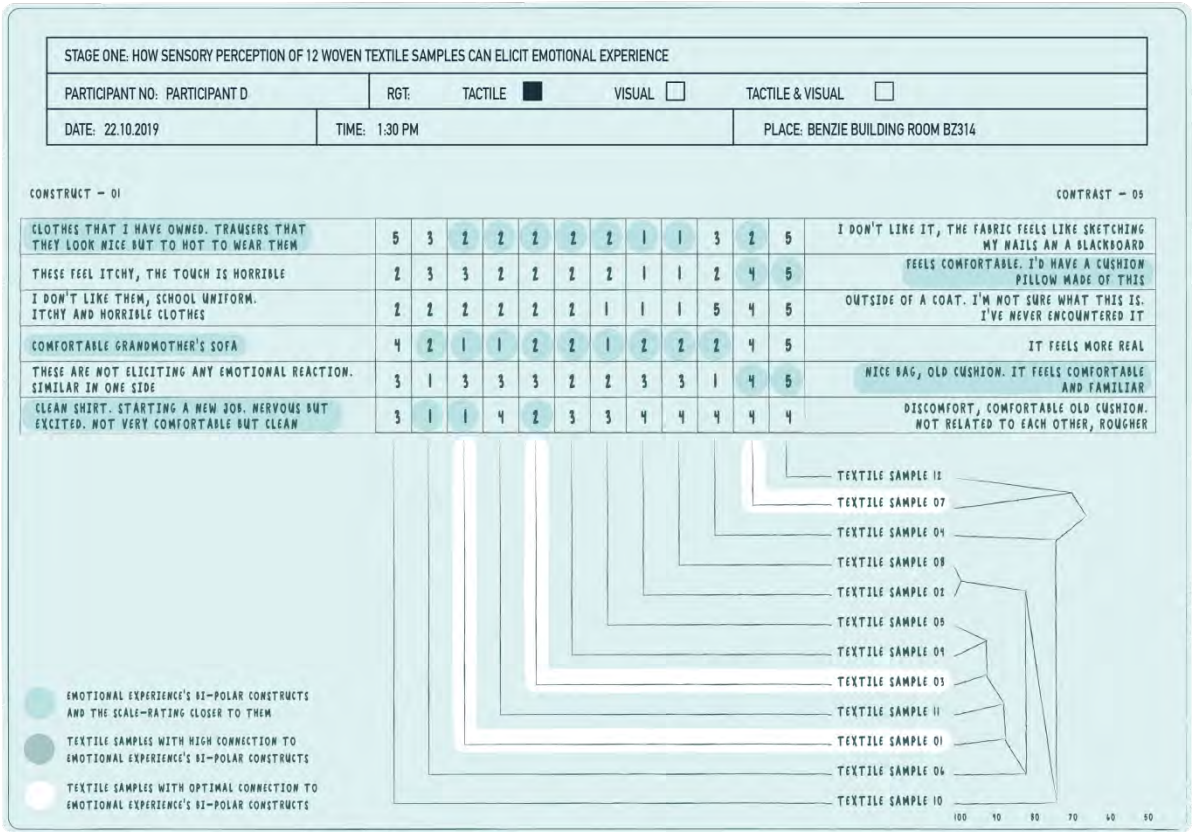 STAGE ONE: HOW SENSORY PERCEPTION OF 12 WOVEN TEXTILE SAMPLES CAN ELICIT EMOTIONAL EXPERIENCE
PARTICIPANT NO: PARTICIPANT D RGT: TACTILE VISUAL TACTILE & VISUAL
DATE: 22.10.2019 TIME: 1:30 PM PLACE: BENZIE BUILDING ROOM BZ314
CONSTRUCT - 01 CONTRAST - 05
CLOTHES THAT I HAVE OWNED. TRAUSERS THAT
THEY LOOK NICE BUT TO HOT TO WEAR THEM
5 3 2 2 2 2 2 1 1 3 2 5
I DON'T LIKE IT, THE FABRIC FEELS LIKE SKETCHING
MY NAILS AN A BLACKBOARD
THESE FEEL ITCHY, THE TOUCH IS HORRIBLE
2 3 3 2 2 2 2 1 1 2 4 5
FEELS COMFORTABLE. I'D HAVE A CUSHION
PILLOW MADE OF THIS
I DON'T LIKE THEM, SCHOOL UNIFORM.
ITCHY AND HORRIBLE CLOTHES
2 2 2 2 2 2 1 1 1 5 4 5
OUTSIDE OF A COAT. I'M NOT SURE WHAT THIS IS.
I'VE NEVER ENCOUNTERED IT
COMFORTABLE GRANDMOTHER'S SOFA
4 2 1 1 2 2 1 2 2 2 4 5
IT FEELS MORE REAL
THESE ARE NOT ELICITING ANY EMOTIONAL REACTION.
SIMILAR IN ONE SIDE
3 1 3 3 3 2 2 3 3 1 4 5
NICE BAG, OLD CUSHION. IT FEELS COMFORTABLE
AND FAMILIAR
CLEAN SHIRT. STARTING A NEW JOB. NERVOUS BUT
EXCITED. NOT VERY COMFORTABLE BUT CLEAN
3 1 1 4 2 3 3 4 4 4 4 4
DISCOMFORT, COMFORTABLE OLD CUSHION.
NOT RELATED TO EACH OTHER, ROUGHER
TEXTILE SAMPLE 12
TEXTILE SAMPLE 07
TEXTILE SAMPLE 04
TEXTILE SAMPLE 08
TEXTILE SAMPLE 02
TEXTILE SAMPLE 05
TEXTILE SAMPLE 09
TEXTILE SAMPLE 03
TEXTILE SAMPLE 11
TEXTILE SAMPLE 01
TEXTILE SAMPLE 06
TEXTILE SAMPLE 10
100 90 80 70 60 50
EMOTIONAL EXPERIENCE'S BI-POLAR CONSTRUCTS
AND THE SCALE-RATING CLOSER TO THEM
TEXTILE SAMPLES WITH HIGH CONNECTION TO
EMOTIONAL EXPERIENCE'S BI-POLAR CONSTRUCTS
TEXTILE SAMPLES WITH OPTIMAL CONNECTION TO
EMOTIONAL EXPERIENCE'S BI-POLAR CONSTRUCTS